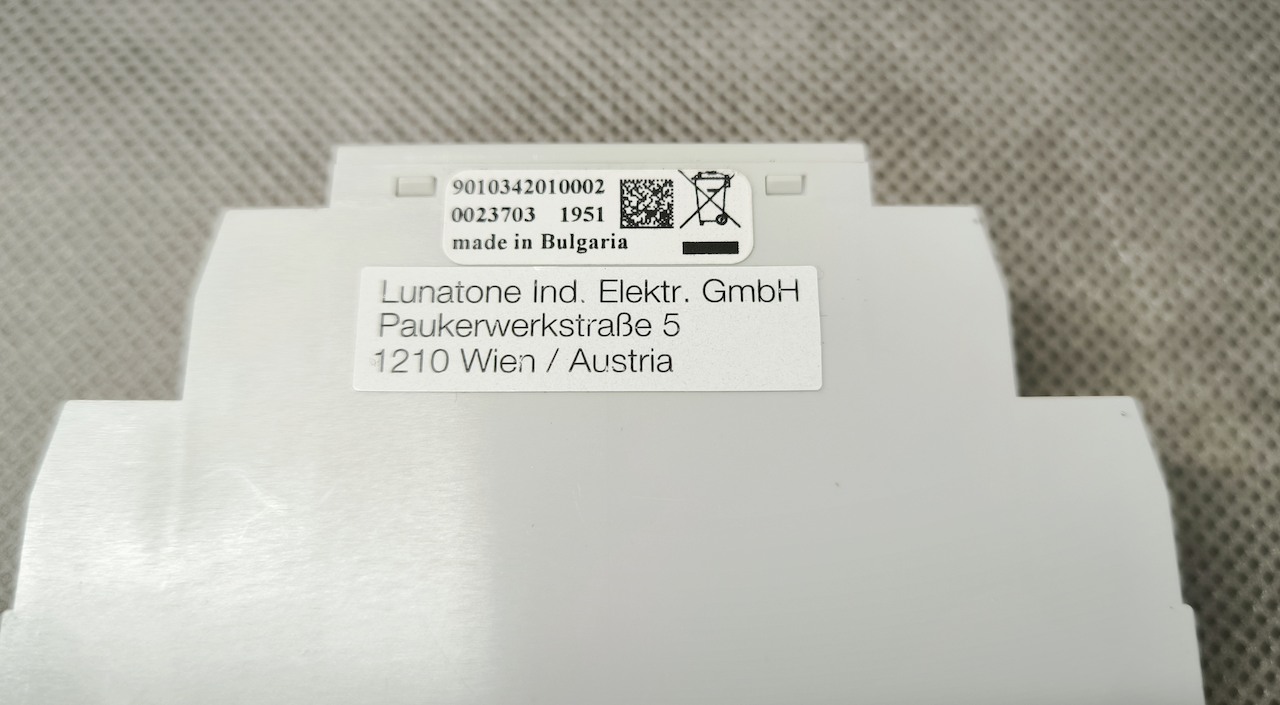 9010342010002
0023703 1951
made in Bulgaria
Lunatone Ind. Elektr. GmbH
Paukerwerkstraße 5
1210 Wien / Austria